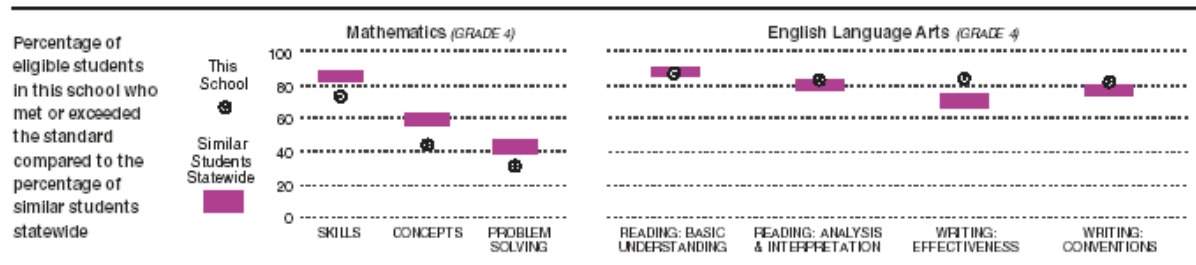 Percentage of
eligible students
in this school who
met or exceeded
the standard
compared to the
percentage of
similar students
statewide
This
School
Similar
Students
Statewide
Mathematics (GRADE 4)
100
80
60
40
20
0
SKILLS
CONCEPTS
PROBLEM
SOLVING
English Language Arts (GRADE 4)
READING: BASIC
UNDERSTANDING
READING: ANALYSIS
& INTERPRETATION
WRITING:
EFFECTIVENESS
WRITING:
CONVENTIONS